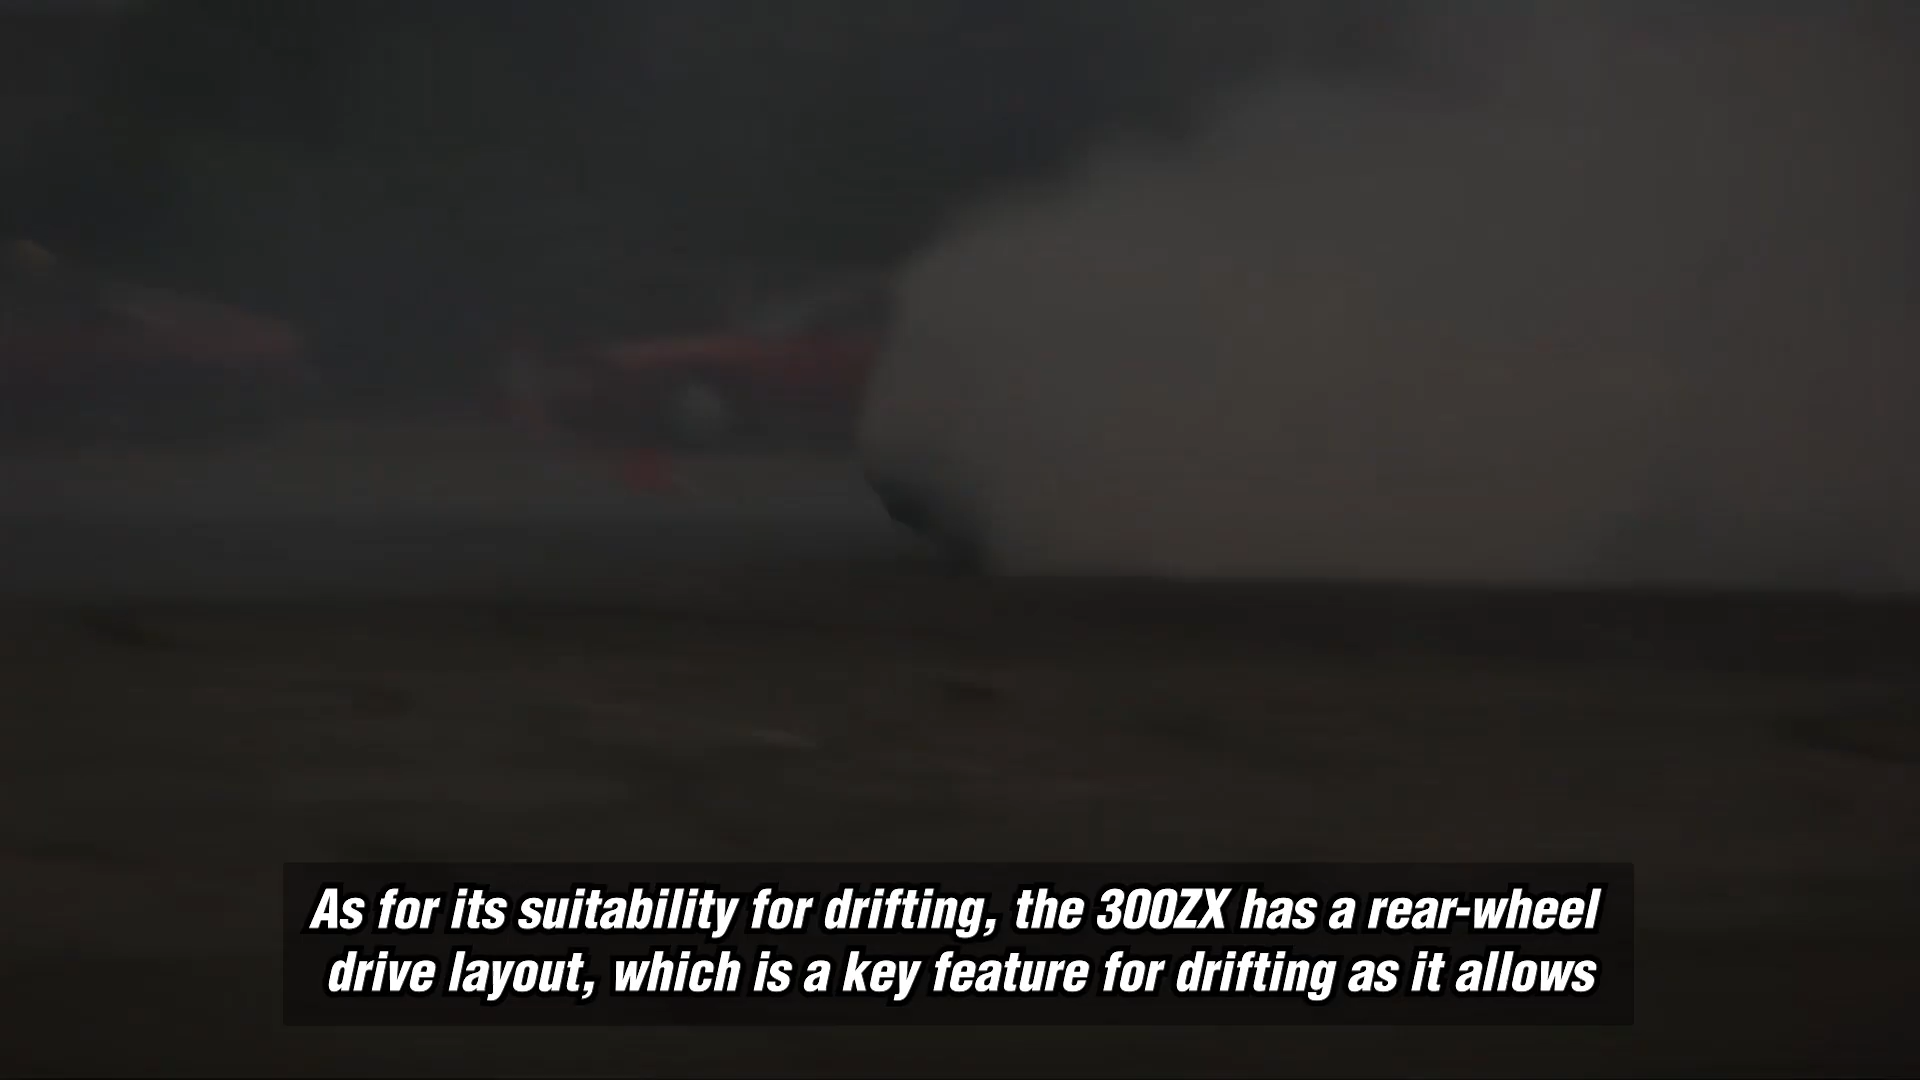 As for its suitability for drifting, the 300ZX has a rear-wheel
drive layout, which is a key feature for drifting as it allows